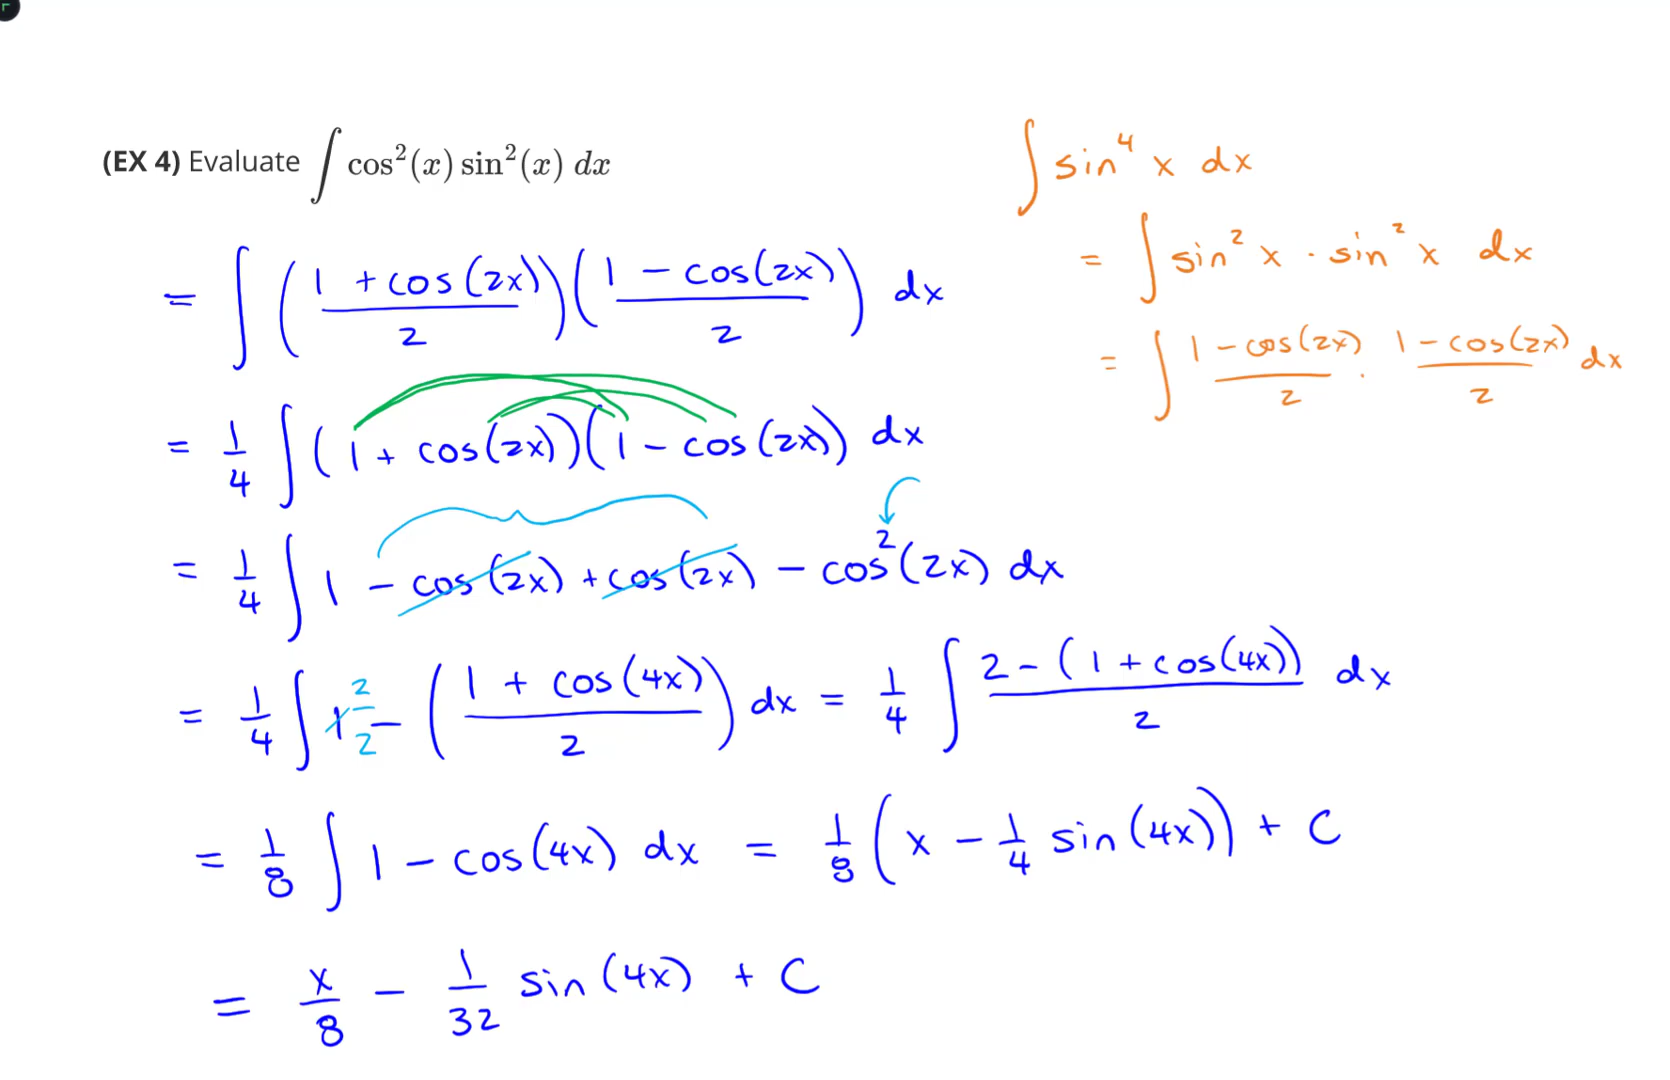 (EX 4) Evaluate ∫ cos²(x) sin²(x) dx
= ∫ ((1 + cos(2x))/2)((1 − cos(2x))/2) dx
= 1/4 ∫ (1 + cos(2x))(1 − cos(2x)) dx
= 1/4 ∫ 1 − cos(2x) + cos(2x) − cos²(2x) dx
= 1/4 ∫ 1 2/2 − ((1 + cos(4x))/2) dx = 1/4 ∫ (2 − (1 + cos(4x)))/2 dx
= 1/8 ∫ 1 − cos(4x) dx = 1/8 (x − 1/4 sin(4x)) + C
= x/8 − 1/32 sin(4x) + C
∫ sin⁴ x dx
= ∫ sin² x · sin² x dx
= ∫ (1 − cos(2x))/2 · (1 − cos(2x))/2 dx